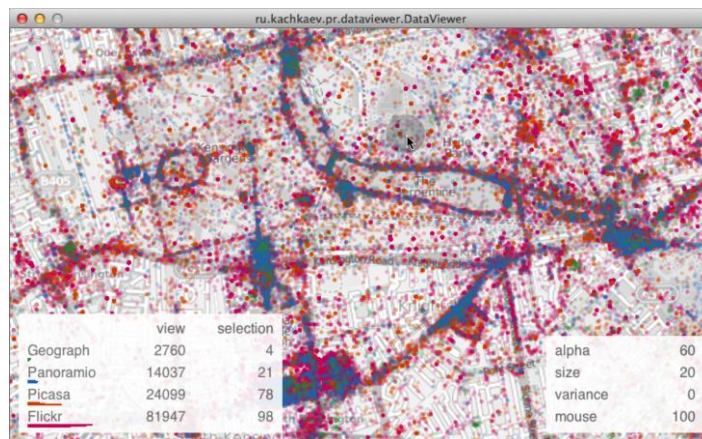 ru.kachkaev.pr.dataviewer.DataViewer
B405
The
view selection
Geograph 2760 4
Panoramio 14037 21
Picasa 24099 78
Flickr 81947 98
alpha 60
size 20
variance 0
mouse 100